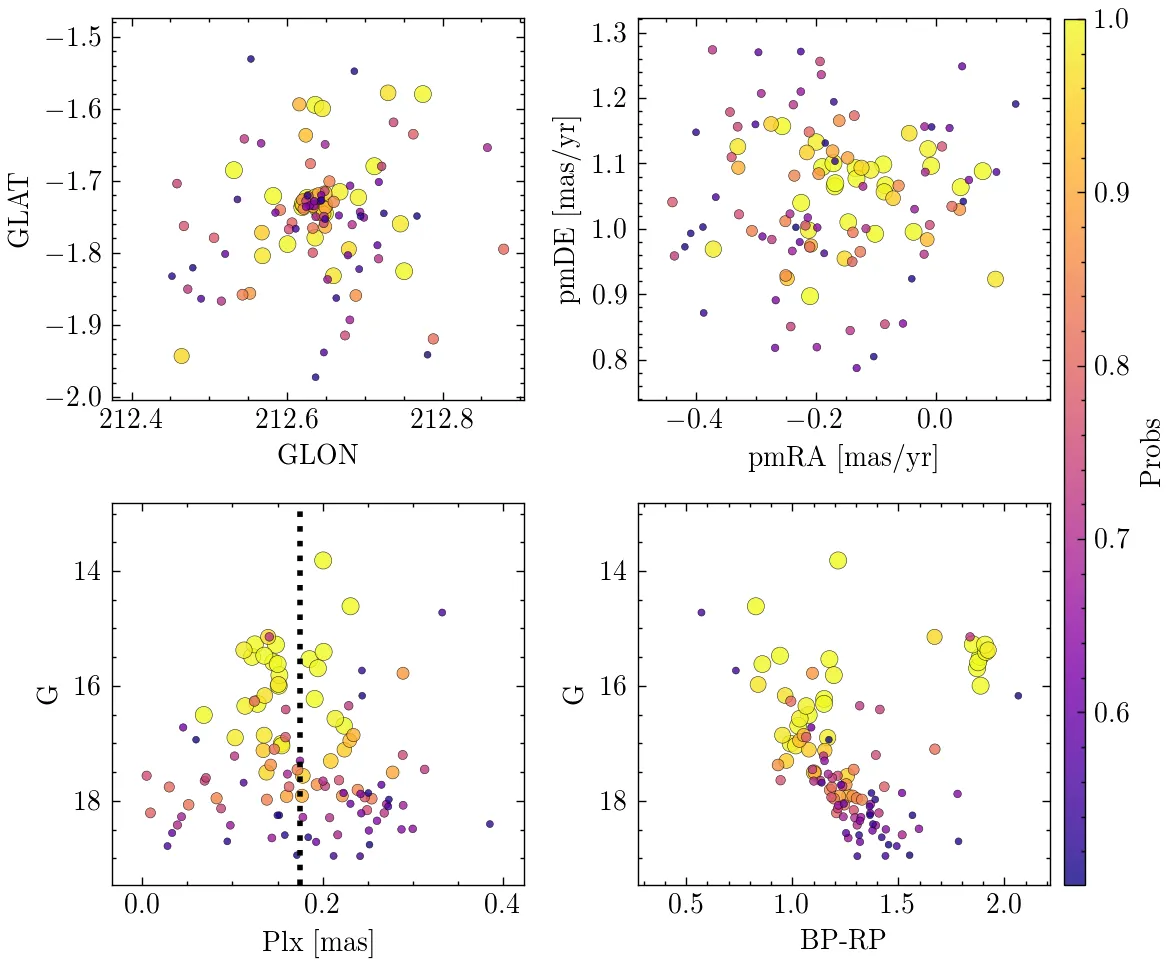 −1.5
−1.6
−1.7
−1.8
−1.9
−2.0
GLAT
212.4 212.6 212.8
GLON
1.3
1.2
1.1
1.0
0.9
0.8
pmDE [mas/yr]
−0.4 −0.2 0.0
pmRA [mas/yr]
1.0
0.9
0.8
0.7
0.6
Probs
14
16
18
G
0.0 0.2 0.4
Plx [mas]
14
16
18
G
0.5 1.0 1.5 2.0
BP-RP